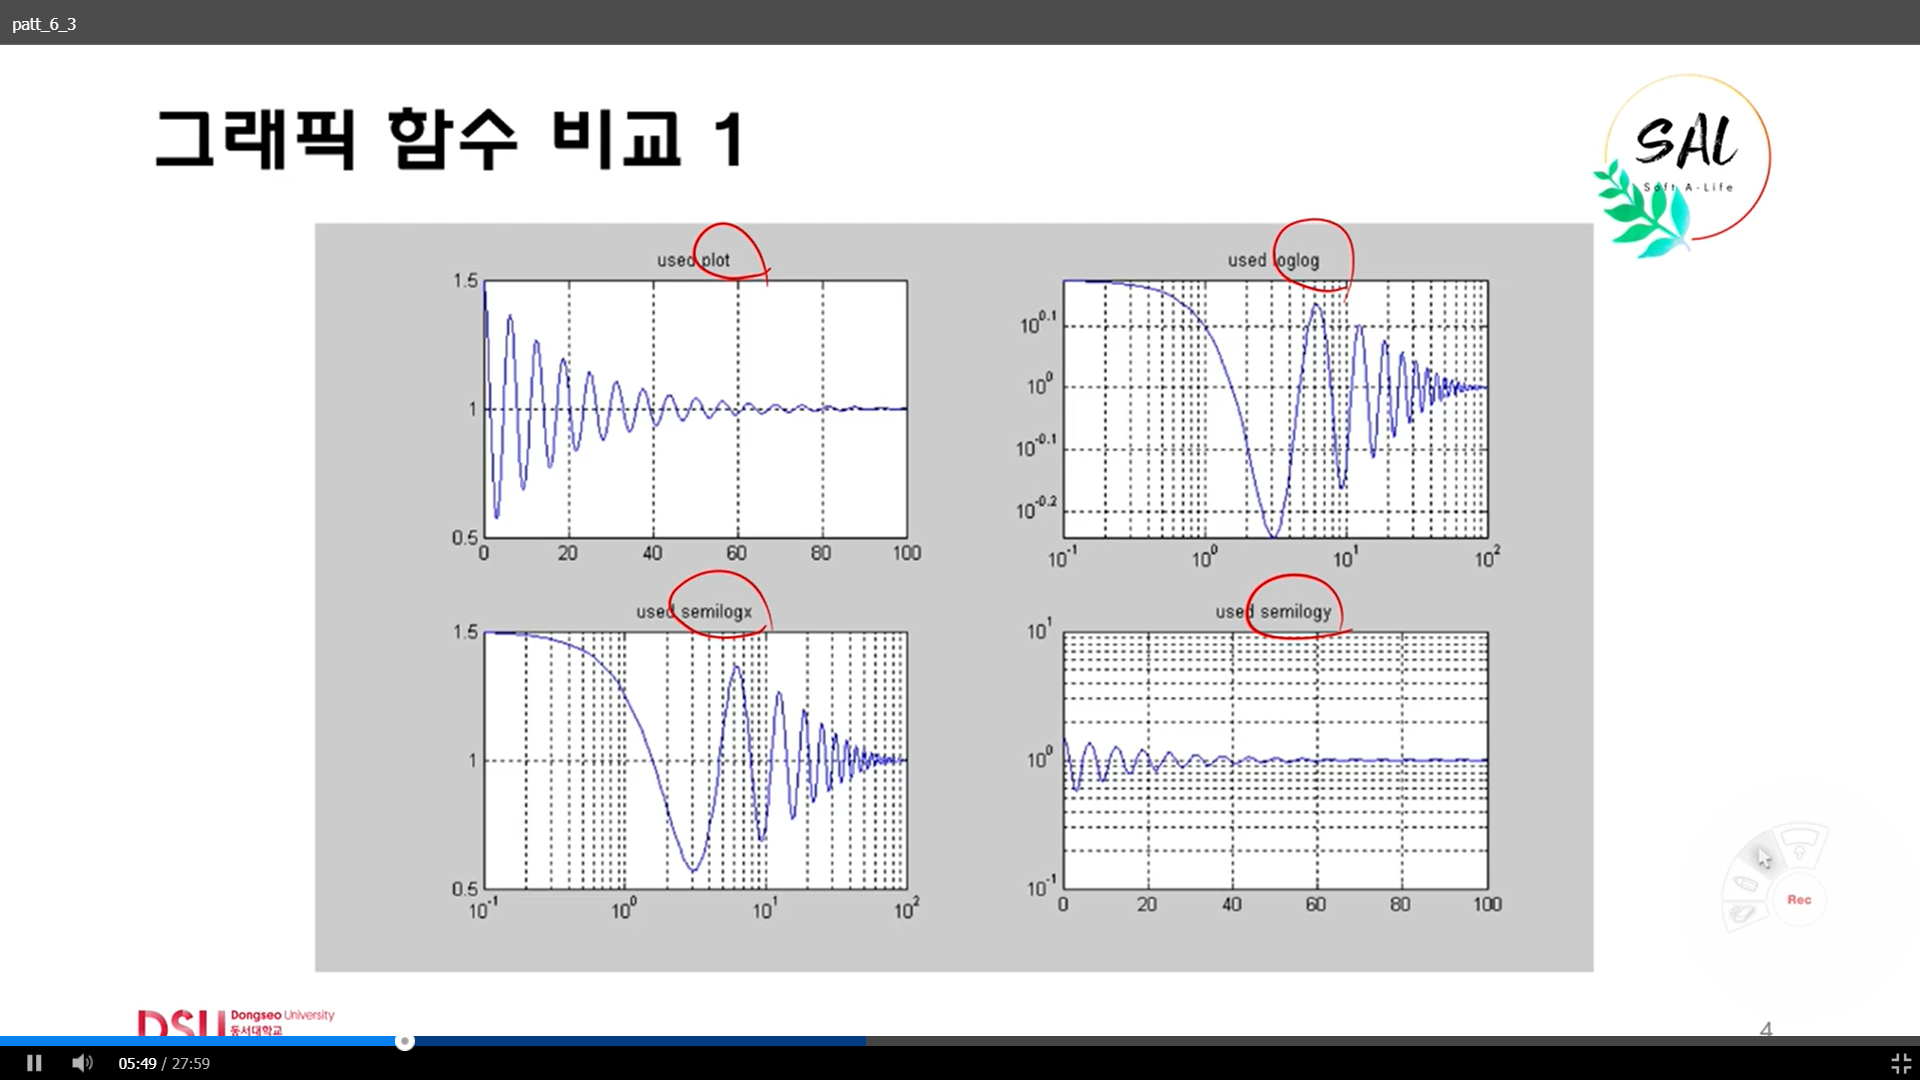 patt_6_3
그래픽 함수 비교 1
SAL
Soft A-Life
used plot
1.5
1
0.5
0 20 40 60 80 100
used loglog
10^0.1
10^0
10^-0.1
10^-0.2
10^-1 10^0 10^1 10^2
used semilogx
1.5
1
0.5
10^-1 10^0 10^1 10^2
used semilogy
10^1
10^0
10^-1
0 20 40 60 80 100
Rec
DSU Dongseo University
동서대학교
4
05:49 / 27:59